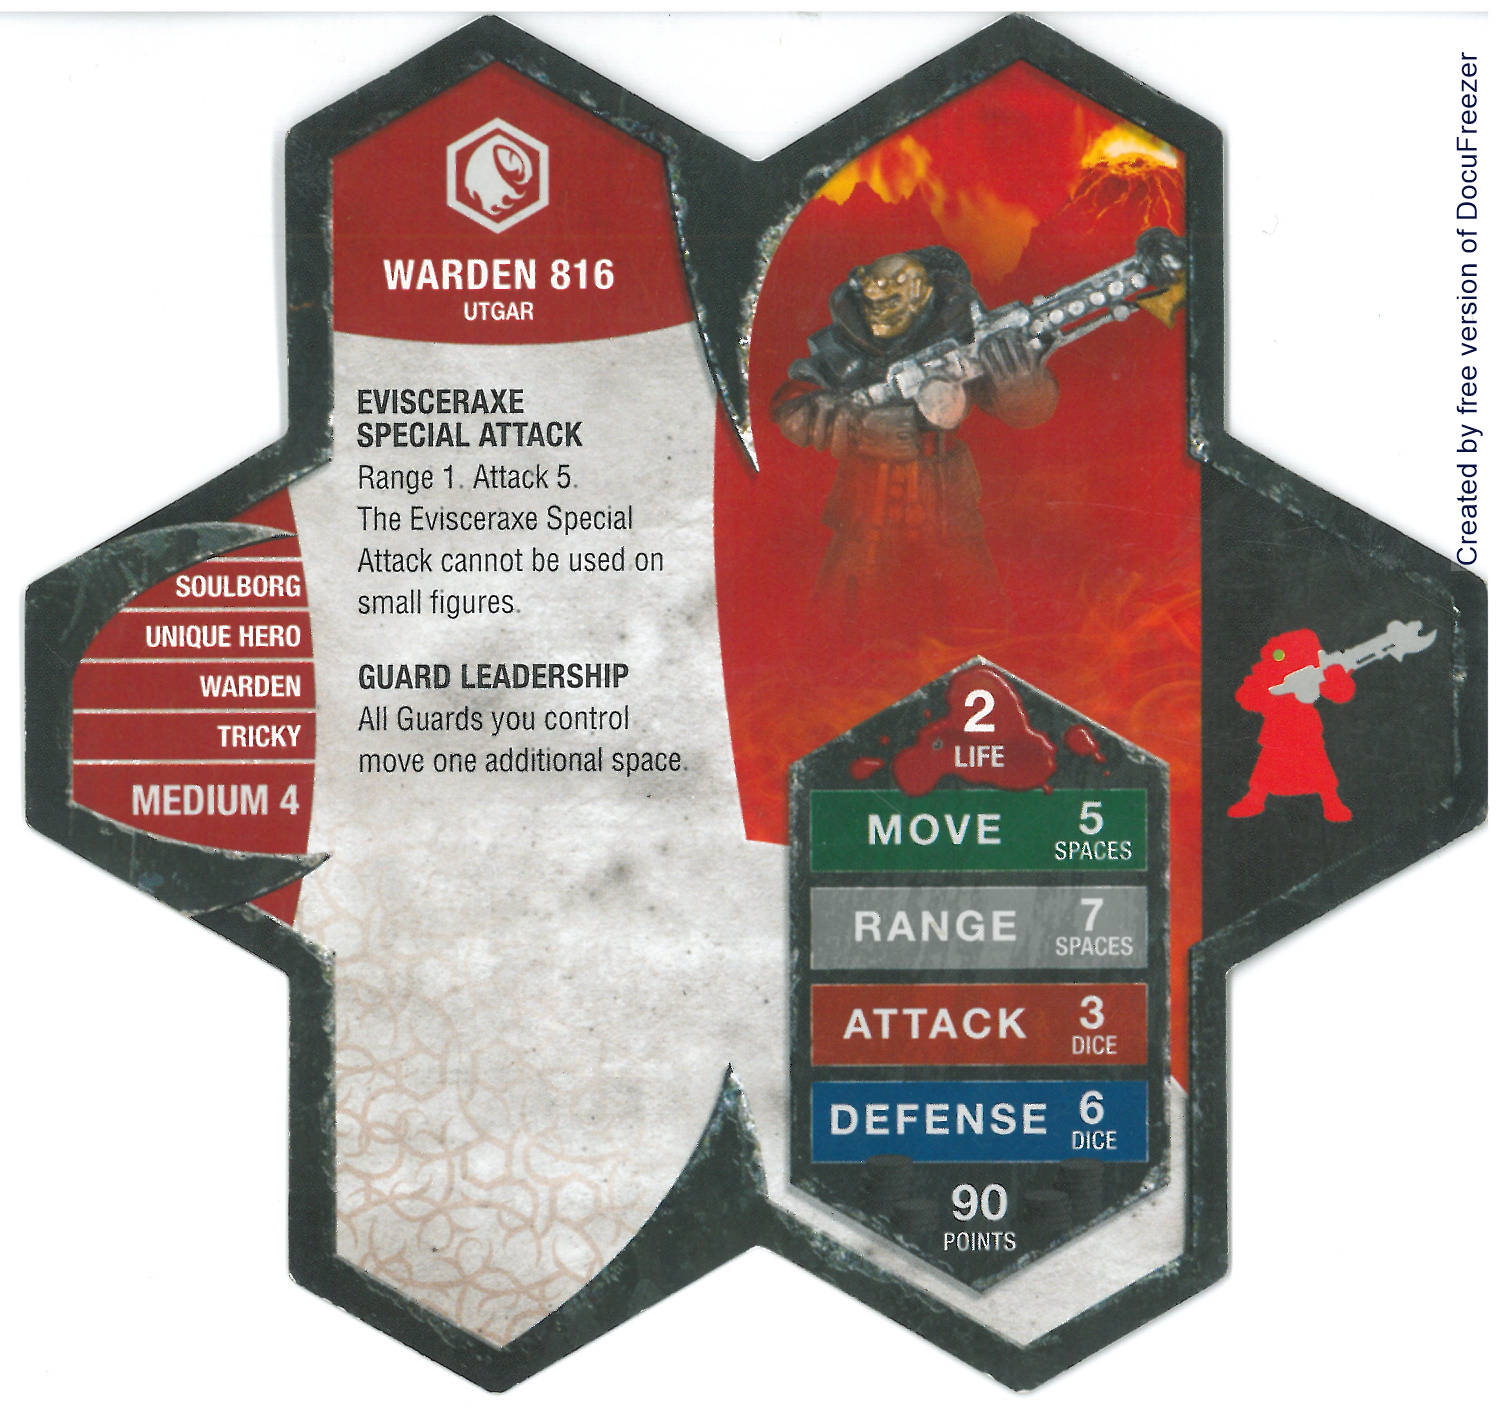 WARDEN 816
UTGAR
EVISCERAXE
SPECIAL ATTACK
Range 1. Attack 5.
The Evisceraxe Special
Attack cannot be used on
small figures.
GUARD LEADERSHIP
All Guards you control
move one additional space.
SOULBORG
UNIQUE HERO
WARDEN
TRICKY
MEDIUM 4
2
LIFE
MOVE 5
SPACES
RANGE 7
SPACES
ATTACK 3
DICE
DEFENSE 6
DICE
90
POINTS
Created by free version of DocuFreezer